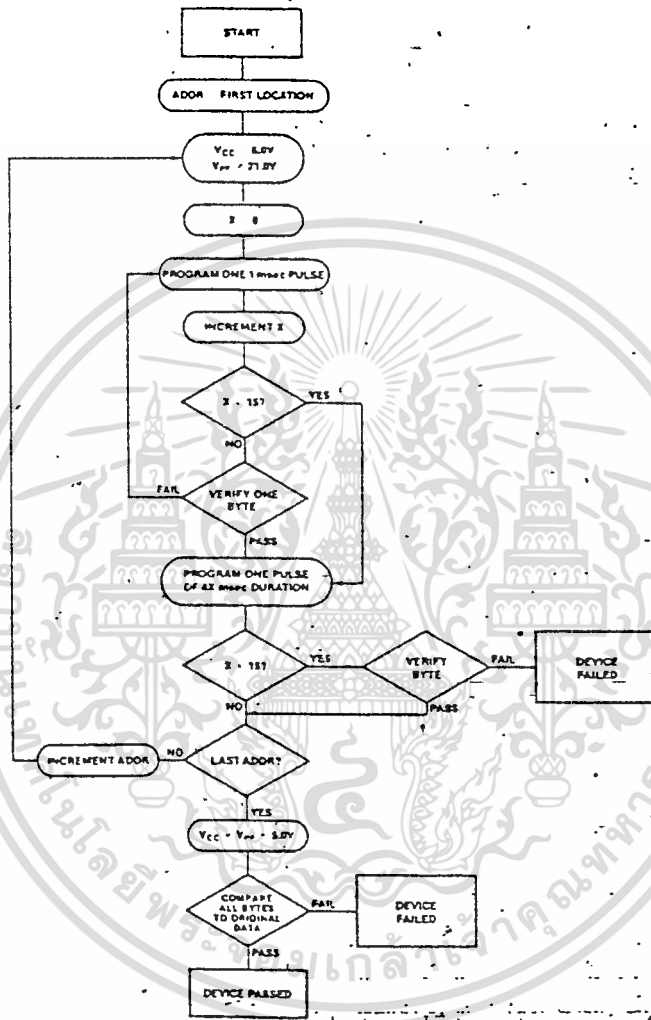 START
ADDR FIRST LOCATION
VCC 6.0V
VPP = 21.0V
X 0
PROGRAM ONE 1 msec PULSE
INCREMENT X
X = 15?
YES
NO
FAIL
VERIFY ONE
BYTE
PASS
PROGRAM ONE PULSE
OF 4X msec DURATION
X = 15?
YES
VERIFY
BYTE
FAIL
DEVICE
FAILED
NO
PASS
INCREMENT ADDR
NO
LAST ADDR?
YES
VCC = VPP = 5.0V
COMPARE
ALL BYTES
TO ORIGINAL
DATA
FAIL
DEVICE
FAILED
PASS
DEVICE PASSED